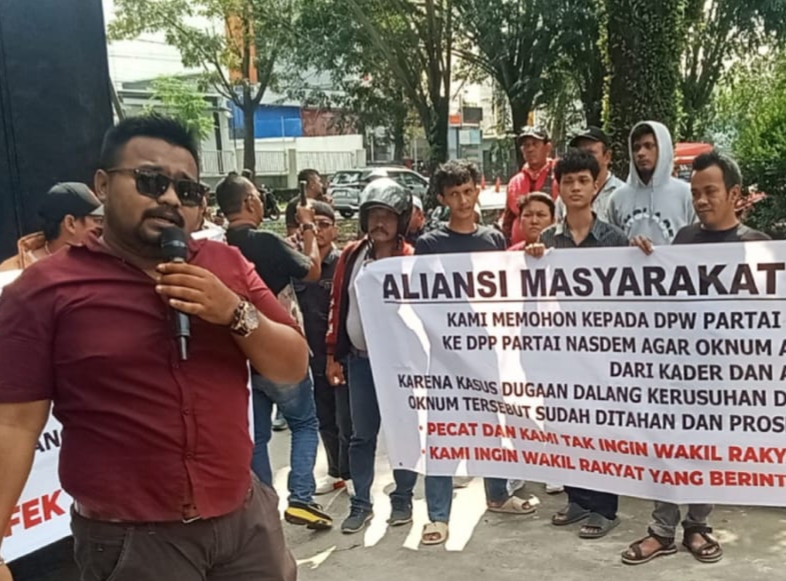 ALIANSI MASYARAKAT
KAMI MEMOHON KEPADA DPW PARTAI
KE DPP PARTAI NASDEM AGAR OKNUM A
DARI KADER DAN A
KARENA KASUS DUGAAN DALANG KERUSUHAN D
OKNUM TERSEBUT SUDAH DITAHAN DAN PROS
· PECAT DAN KAMI TAK INGIN WAKIL RAKY
· KAMI INGIN WAKIL RAKYAT YANG BERINT
AN
FEK